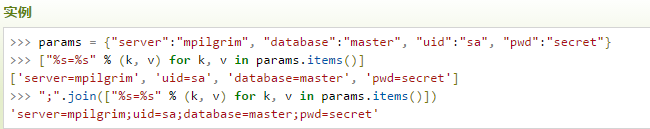 实例
>>> params = {"server":"mpilgrim", "database":"master", "uid":"sa", "pwd":"secret"}
>>> ["%s=%s" % (k, v) for k, v in params.items()]
['server=mpilgrim', 'uid=sa', 'database=master', 'pwd=secret']
>>> ";".join(["%s=%s" % (k, v) for k, v in params.items()])
'server=mpilgrim;uid=sa;database=master;pwd=secret'